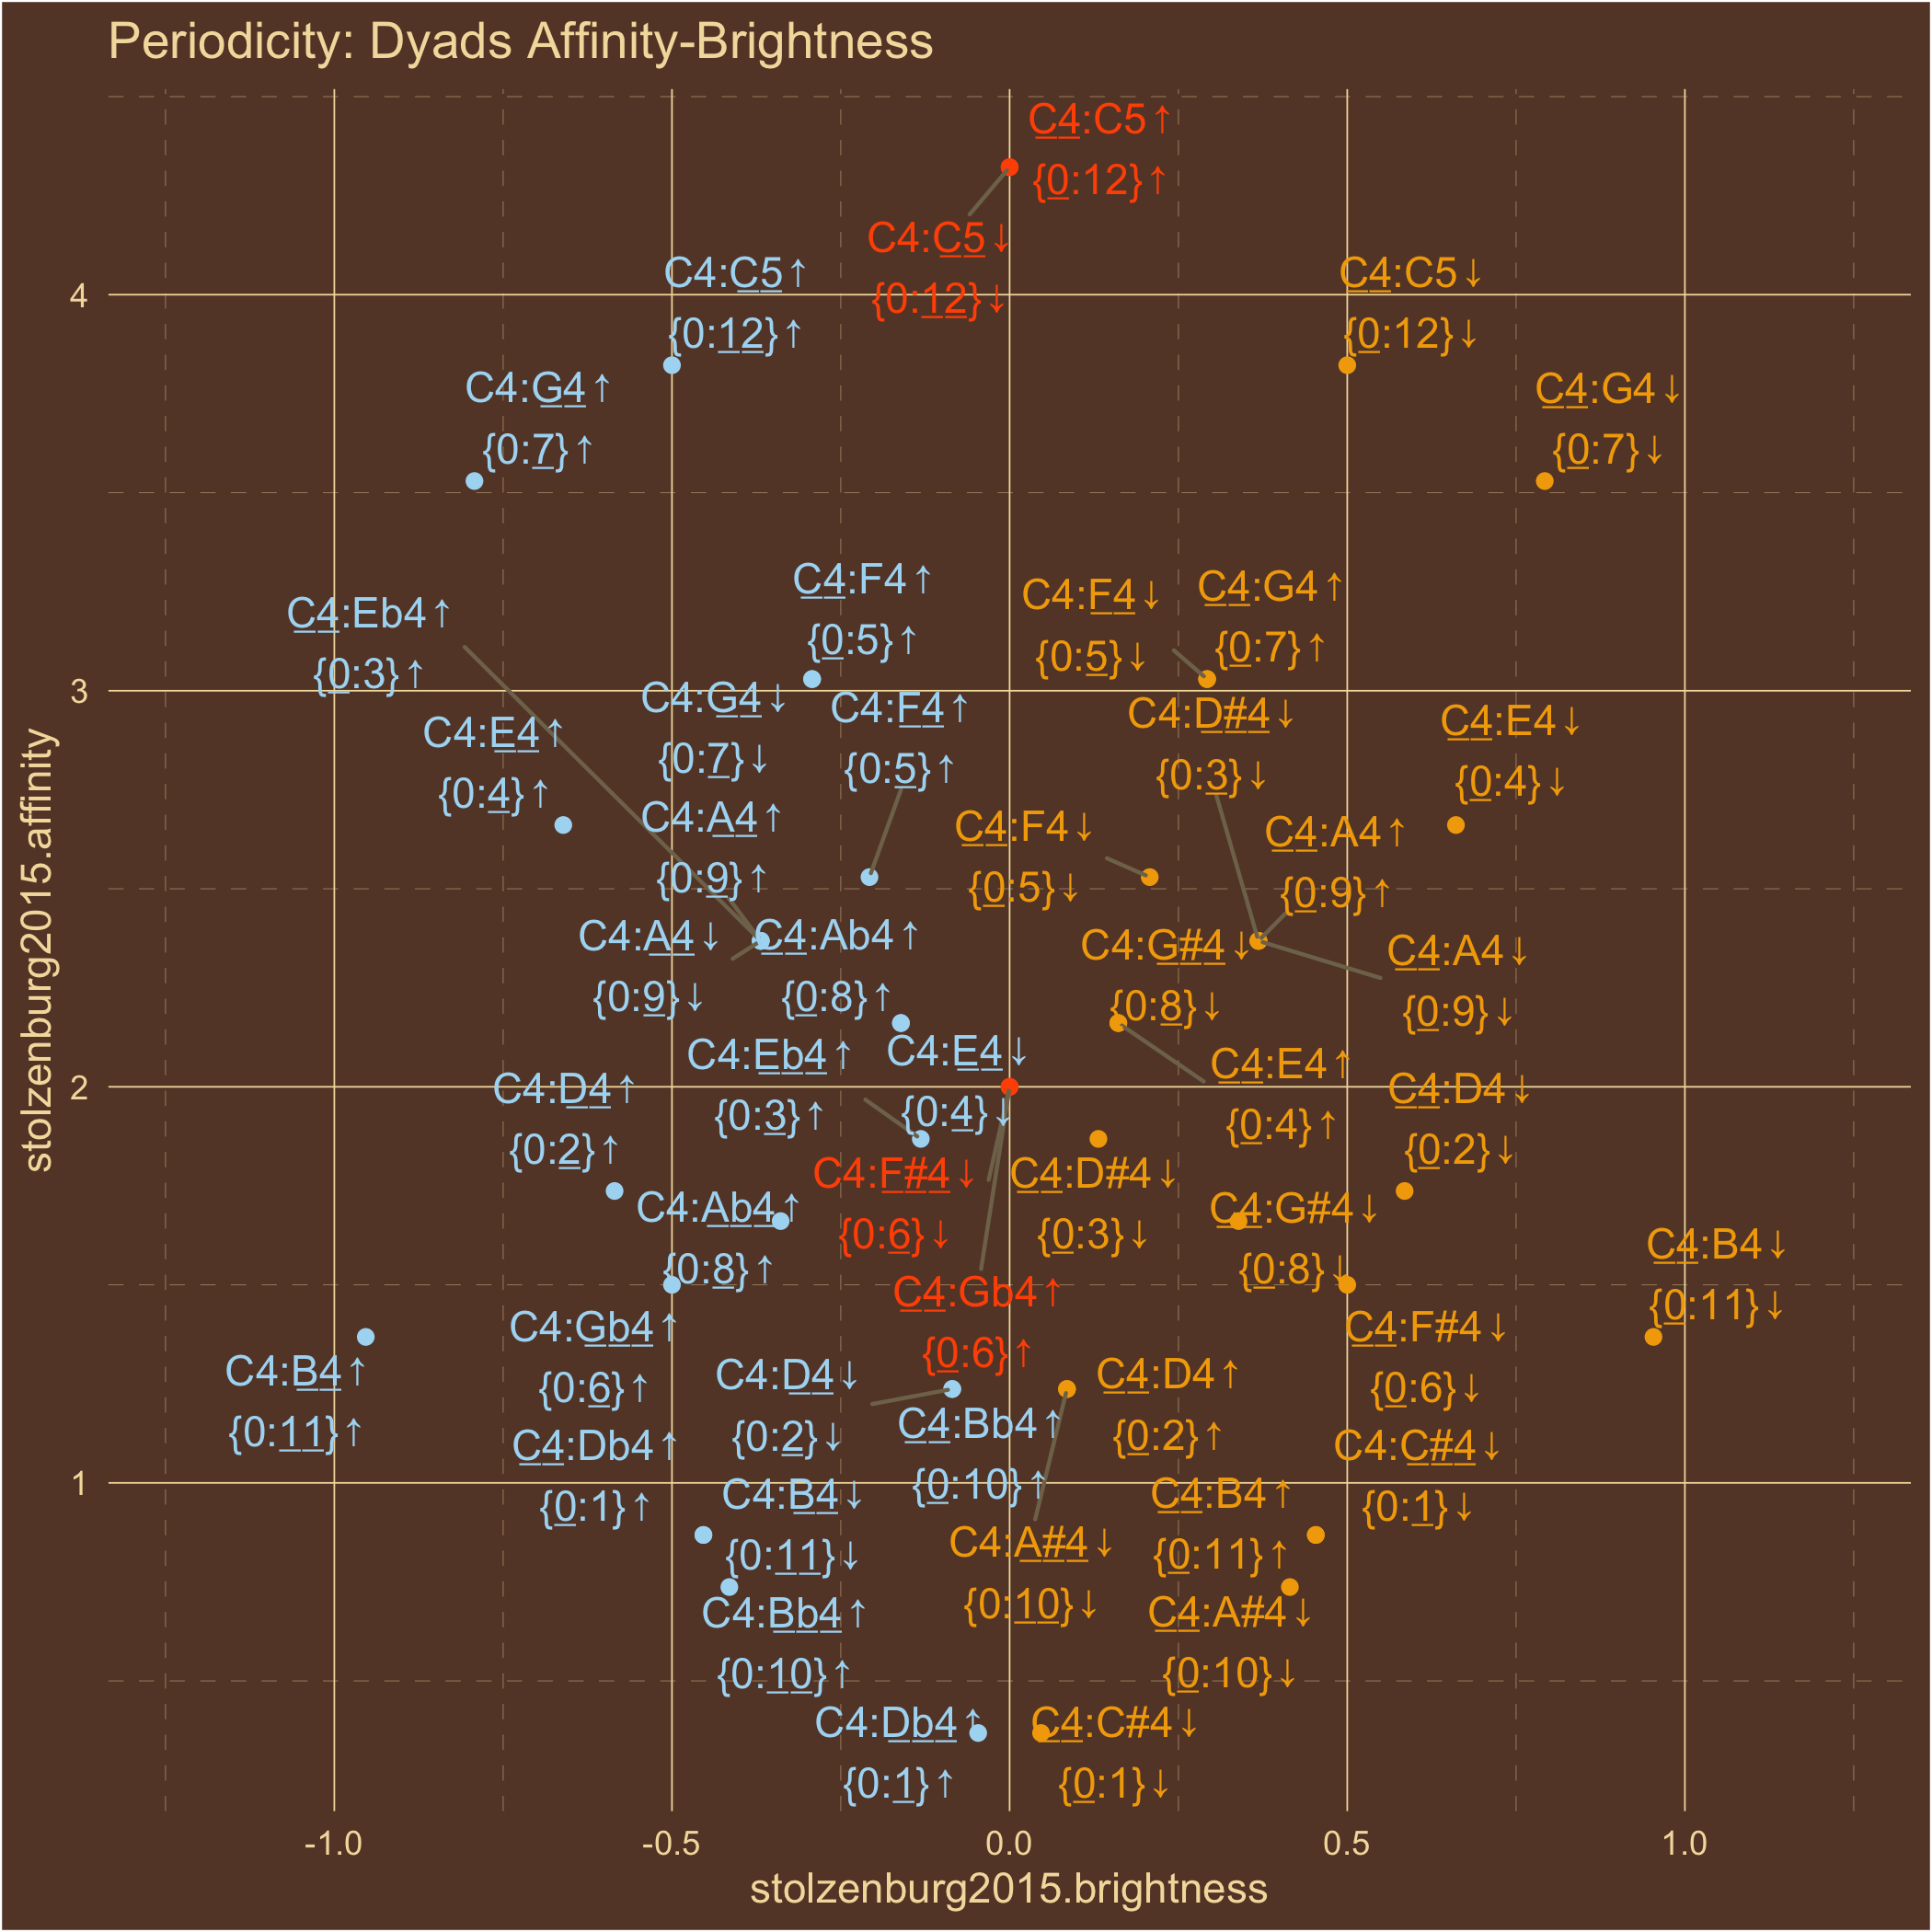 Periodicity: Dyads Affinity-Brightness
C4:C5↑
{0:12}↑
C4:C5↓
{0:12}↓
C4:C5↑
{0:12}↑
C4:C5↓
{0:12}↓
4
C4:G4↑
{0:7}↑
C4:G4↓
{0:7}↓
C4:F4↑
{0:5}↑
C4:F4↓
{0:5}↓
C4:G4↑
{0:7}↑
C4:Eb4↑
{0:3}↑
3
C4:G4↓
{0:7}↓
C4:F4↑
{0:5}↑
C4:D#4↓
{0:3}↓
C4:E4↓
{0:4}↓
C4:E4↑
{0:4}↑
C4:A4↑
{0:9}↑
C4:F4↓
{0:5}↓
C4:A4↑
{0:9}↑
C4:A4↓
{0:9}↓
C4:Ab4↑
{0:8}↑
C4:G#4↓
{0:8}↓
C4:A4↓
{0:9}↓
stolzenburg2015.affinity
C4:Eb4↑
{0:3}↑
C4:E4↓
{0:4}↓
C4:E4↑
{0:4}↑
2
C4:D4↑
{0:2}↑
C4:D4↓
{0:2}↓
C4:F#4↓
{0:6}↓
C4:D#4↓
{0:3}↓
C4:Ab4↑
{0:8}↑
C4:G#4↓
{0:8}↓
C4:B4↓
{0:11}↓
C4:Gb4↑
{0:6}↑
C4:Gb4↑
{0:6}↑
C4:F#4↓
{0:6}↓
C4:B4↑
{0:11}↑
C4:D4↓
{0:2}↓
C4:D4↑
{0:2}↑
C4:Bb4↑
{0:10}↑
C4:Db4↑
{0:1}↑
C4:C#4↓
{0:1}↓
1
C4:B4↓
{0:11}↓
C4:B4↑
{0:11}↑
C4:A#4↓
{0:10}↓
C4:Bb4↑
{0:10}↑
C4:A#4↓
{0:10}↓
C4:Db4↑
{0:1}↑
C4:C#4↓
{0:1}↓
-1.0
-0.5
0.0
0.5
1.0
stolzenburg2015.brightness